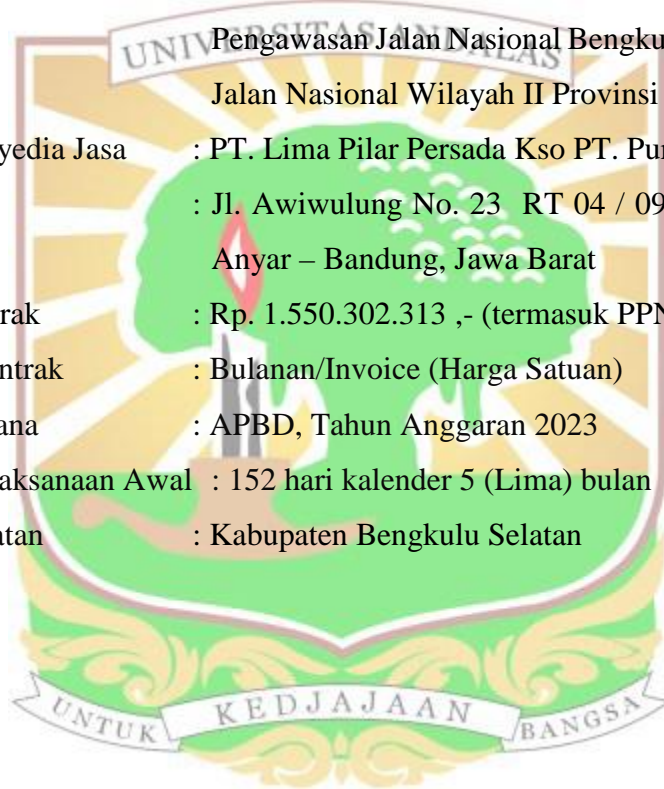 UNIVERSITAS ANDALAS
Pengawasan Jalan Nasional Bengku
Jalan Nasional Wilayah II Provinsi
yedia Jasa : PT. Lima Pilar Persada Kso PT. Pur
: Jl. Awiwulung No. 23 RT 04 / 09
Anyar – Bandung, Jawa Barat
rak : Rp. 1.550.302.313 ,- (termasuk PPN
ntrak : Bulanan/Invoice (Harga Satuan)
ana : APBD, Tahun Anggaran 2023
aksanaan Awal : 152 hari kalender 5 (Lima) bulan
atan : Kabupaten Bengkulu Selatan
UNTUK KEDJAJAAN BANGSA